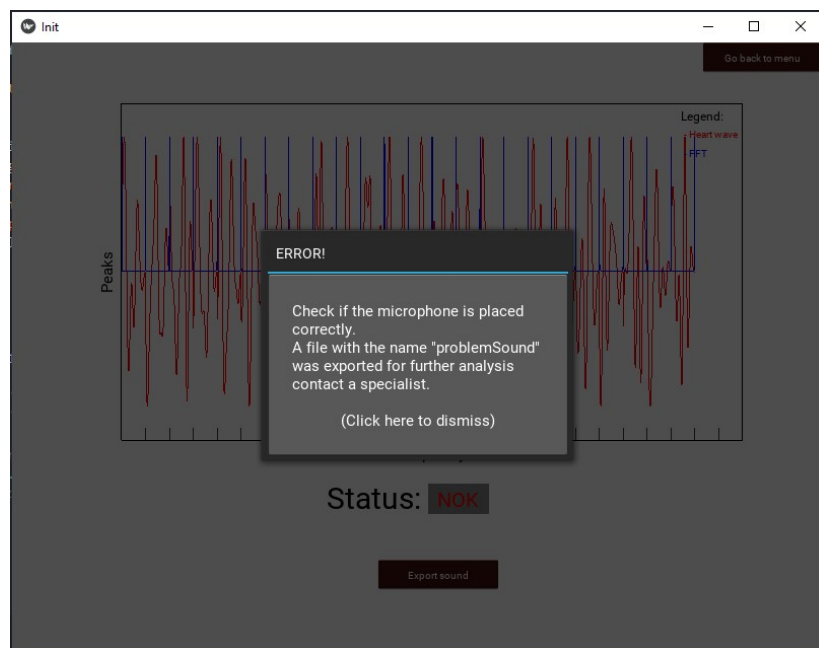 Init
Go back to menu
Legend:
- Heart wave
- FFT
Peaks
ERROR!
Check if the microphone is placed
correctly.
A file with the name "problemSound"
was exported for further analysis
contact a specialist.
(Click here to dismiss)
Status: NOK
Export sound